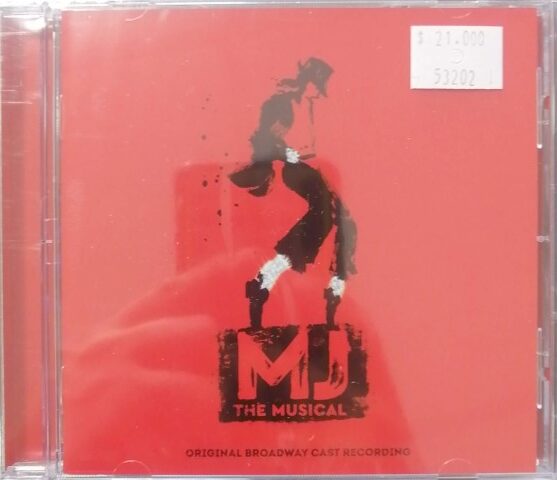 $ 21.000
53202
MJ
THE MUSICAL
ORIGINAL BROADWAY CAST RECORDING